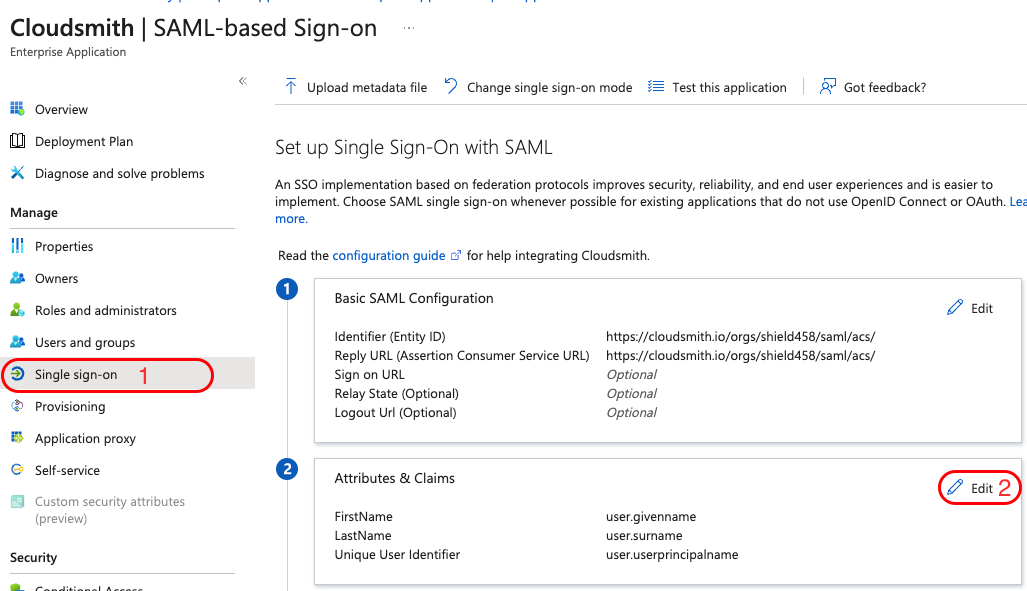 Cloudsmith | SAML-based Sign-on ...
Enterprise Application
«
Overview
Deployment Plan
Diagnose and solve problems
Manage
Properties
Owners
Roles and administrators
Users and groups
Single sign-on 1
Provisioning
Application proxy
Self-service
Custom security attributes
(preview)
Security
Conditional Access
Upload metadata file Change single sign-on mode Test this application Got feedback?
Set up Single Sign-On with SAML
An SSO implementation based on federation protocols improves security, reliability, and end user experiences and is easier to
implement. Choose SAML single sign-on whenever possible for existing applications that do not use OpenID Connect or OAuth. Lea
more.
Read the configuration guide for help integrating Cloudsmith.
1
Basic SAML Configuration
Edit
Identifier (Entity ID) https://cloudsmith.io/orgs/shield458/saml/acs/
Reply URL (Assertion Consumer Service URL) https://cloudsmith.io/orgs/shield458/saml/acs/
Sign on URL Optional
Relay State (Optional) Optional
Logout Url (Optional) Optional
2
Attributes & Claims
Edit 2
FirstName user.givenname
LastName user.surname
Unique User Identifier user.userprincipalname